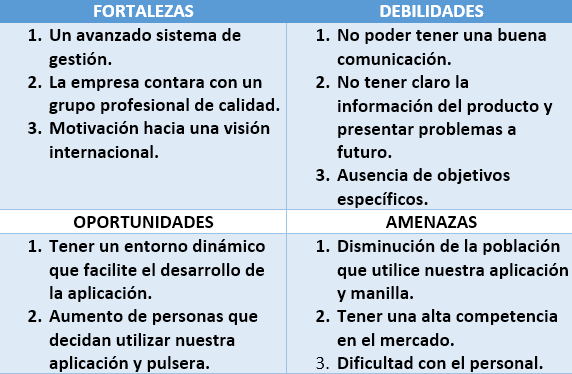 FORTALEZAS
1. Un avanzado sistema de
gestión.
2. La empresa contara con un
grupo profesional de calidad.
3. Motivación hacia una visión
internacional.
DEBILIDADES
1. No poder tener una buena
comunicación.
2. No tener claro la
información del producto y
presentar problemas a
futuro.
3. Ausencia de objetivos
específicos.
OPORTUNIDADES
1. Tener un entorno dinámico
que facilite el desarrollo de
la aplicación.
2. Aumento de personas que
decidan utilizar nuestra
aplicación y pulsera.
AMENAZAS
1. Disminución de la población
que utilice nuestra aplicación
y manilla.
2. Tener una alta competencia
en el mercado.
3. Dificultad con el personal.